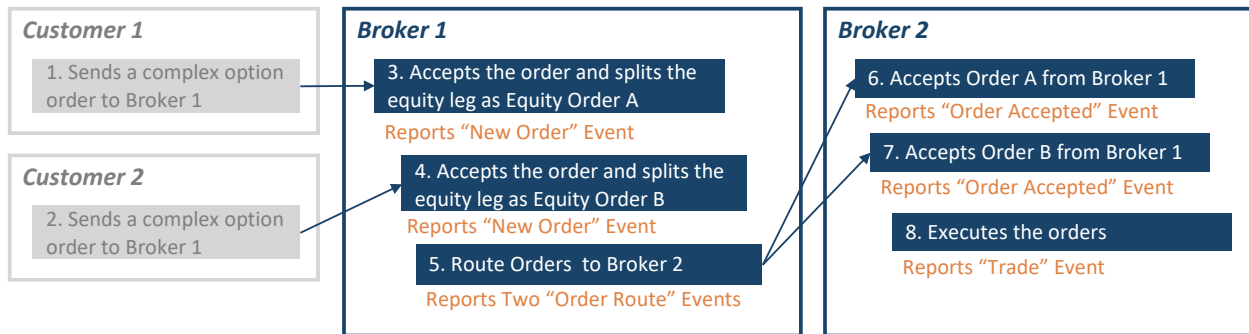 Customer 1
1. Sends a complex option
order to Broker 1
Customer 2
2. Sends a complex option
order to Broker 1
Broker 1
3. Accepts the order and splits the
equity leg as Equity Order A
Reports “New Order” Event
4. Accepts the order and splits the
equity leg as Equity Order B
Reports “New Order” Event
5. Route Orders to Broker 2
Reports Two “Order Route” Events
Broker 2
6. Accepts Order A from Broker 1
Reports “Order Accepted” Event
7. Accepts Order B from Broker 1
Reports “Order Accepted” Event
8. Executes the orders
Reports “Trade” Event